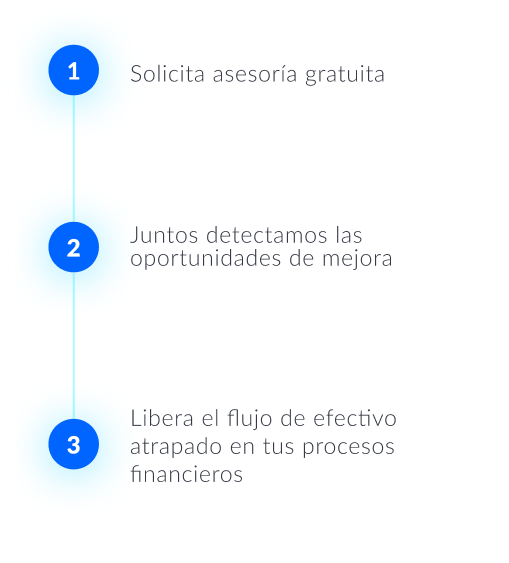 1
Solicita asesoría gratuita
2
Juntos detectamos las
oportunidades de mejora
3
Libera el flujo de efectivo
atrapado en tus procesos
financieros